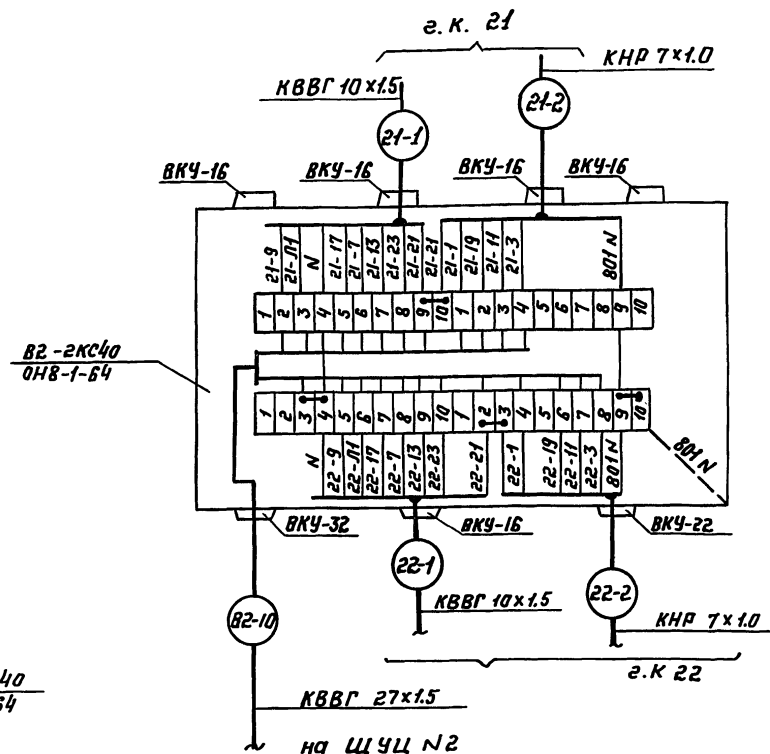 г.к. 21
КВВГ 10×1.5
КНР 7×1.0
21-1
21-2
ВКУ-16
ВКУ-16
ВКУ-16
ВКУ-16
21-9
21-Л1
N
21-17
21-7
21-13
21-23
21-21
21-21
21-1
21-19
21-11
21-3
801 N
1 2 3 4 5 6 7 8 9 10 1 2 3 4 5 6 7 8 9 10
В2-2КС40
ОН8-1-64
1 2 3 4 5 6 7 8 9 10 1 2 3 4 5 6 7 8 9 10
N
22-9
22-Л1
22-17
22-7
22-13
22-23
22-21
22-1
22-19
22-11
22-3
801 N
801 N
ВКУ-32
ВКУ-16
ВКУ-22
22-1
22-2
В2-10
КВВГ 10×1.5
КНР 7×1.0
г.К 22
40
64
КВВГ 27×1.5
на ЩУЦ N2